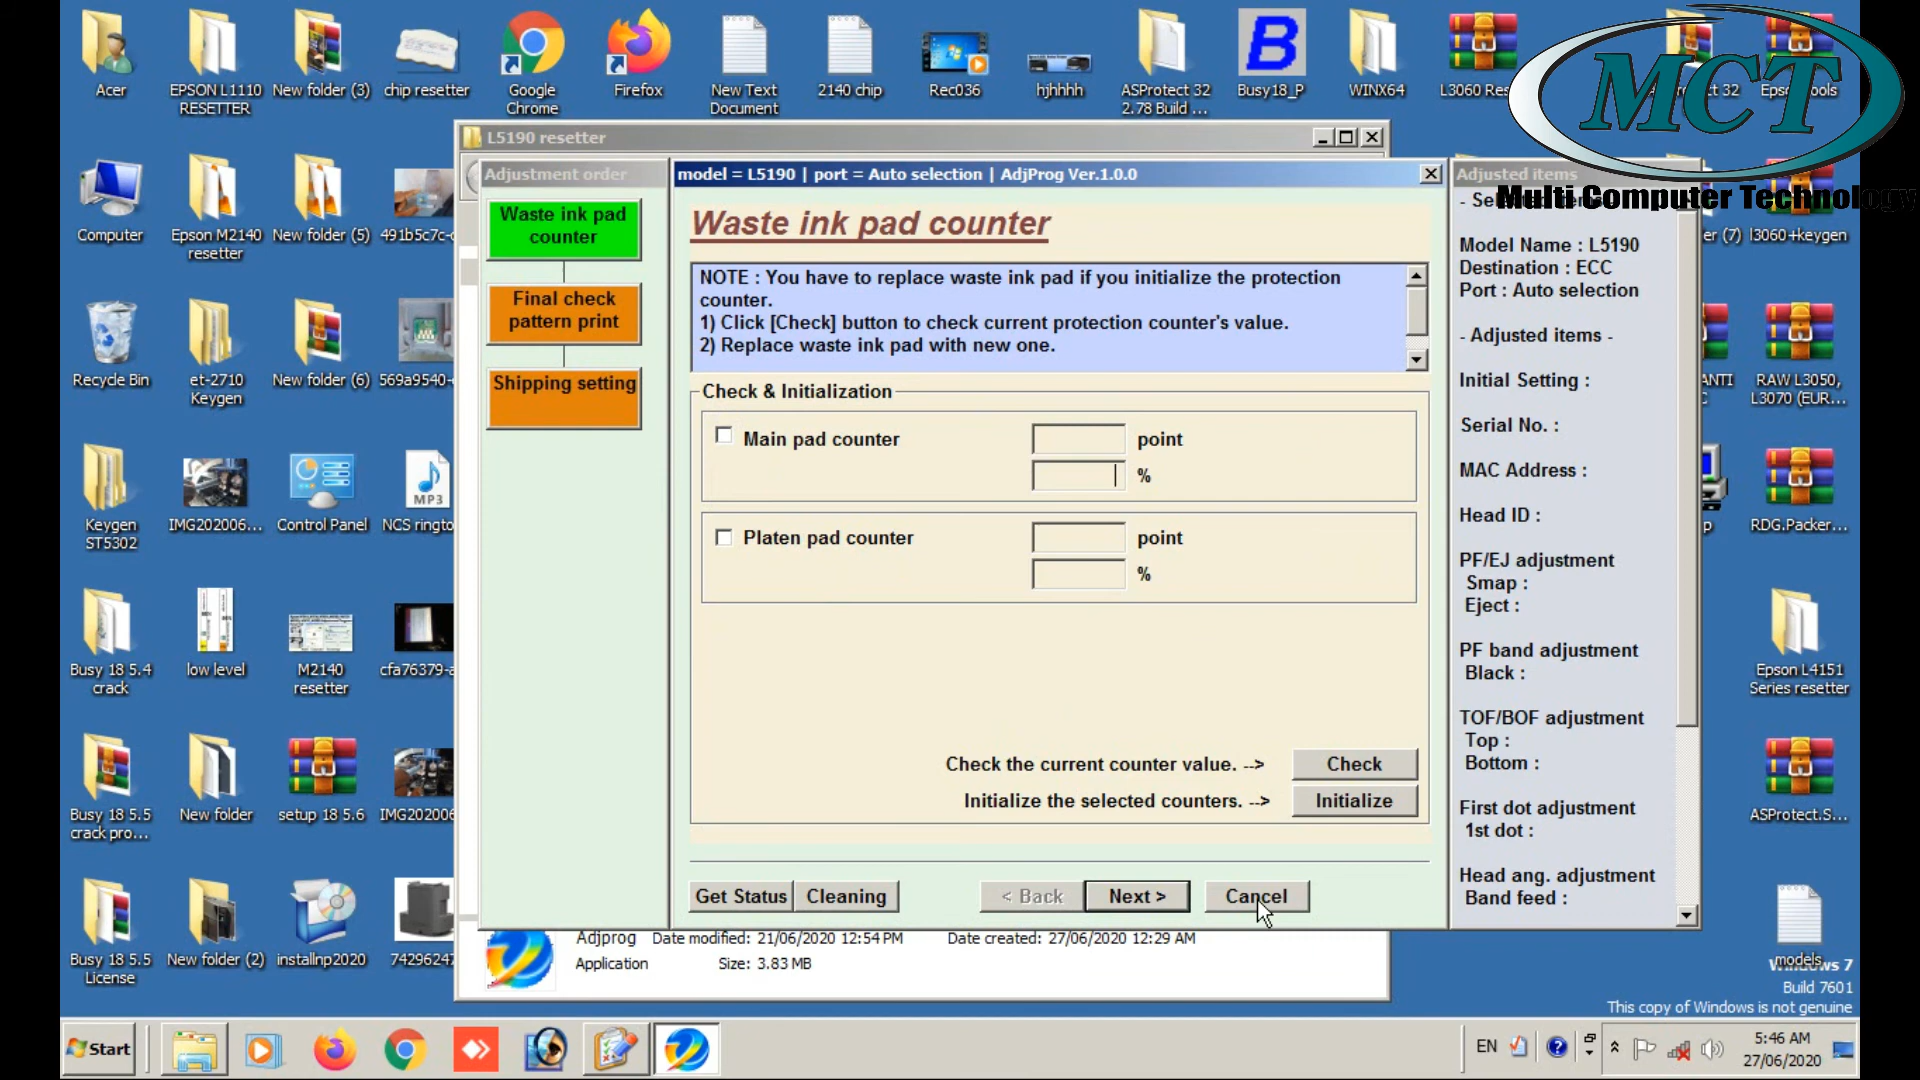 Acer
EPSON L1110
RESETTER
New folder (3)
chip resetter
Google
Chrome
Firefox
New Text
Document
2140 chip
Rec036
hjhhhh
ASProtect 32
2.78 Build ...
Busy18_P
WINX64
MCT
Multi Computer Technology
Computer
Epson M2140
resetter
New folder (5)
491b5c7c-
l3060+keygen
Recycle Bin
et-2710
Keygen
New folder (6)
569a9540-
RAW L3050,
L3070 (EUR...
Keygen
ST5302
IMG202006...
Control Panel
MP3
NCS ringto
RDG.Packer...
Busy 18 5.4
crack
low level
M2140
resetter
cfa76379-
Epson L4151
Series resetter
Busy 18 5.5
crack pro...
New folder
setup 18 5.6
IMG202006
ASProtect.S...
Busy 18 5.5
License
New folder (2)
installnp2020
7429624
models
L5190 resetter
Adjustment order
Waste ink pad
counter
Final check
pattern print
Shipping setting
model = L5190 | port = Auto selection | AdjProg Ver.1.0.0
Waste ink pad counter
NOTE : You have to replace waste ink pad if you initialize the protection
counter.
1) Click [Check] button to check current protection counter's value.
2) Replace waste ink pad with new one.
Check & Initialization
Main pad counter
point
%
Platen pad counter
point
%
Check the current counter value. -->
Check
Initialize the selected counters. -->
Initialize
Get Status
Cleaning
< Back
Next >
Cancel
Adjusted items
Model Name : L5190
Destination : ECC
Port : Auto selection
- Adjusted items -
Initial Setting :
Serial No. :
MAC Address :
Head ID :
PF/EJ adjustment
Smap :
Eject :
PF band adjustment
Black :
TOF/BOF adjustment
Top :
Bottom :
First dot adjustment
1st dot :
Head ang. adjustment
Band feed :
Adjprog
Date modified: 21/06/2020 12:54 PM
Date created: 27/06/2020 12:29 AM
Application
Size: 3.83 MB
Windows 7
Build 7601
This copy of Windows is not genuine
Start
EN
5:46 AM
27/06/2020